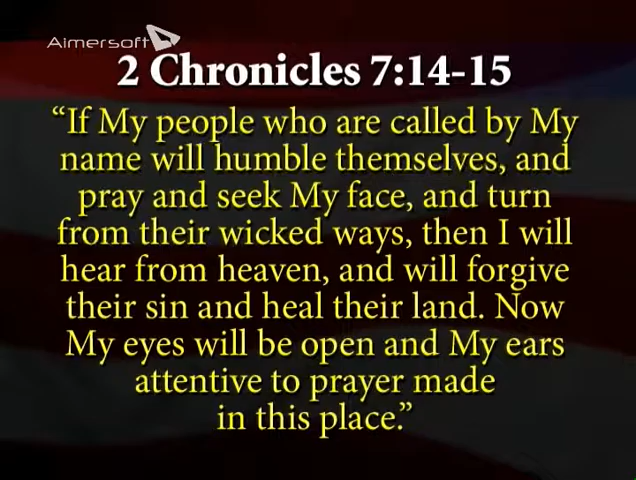 Aimersoft
2 Chronicles 7:14-15
“If My people who are called by My
name will humble themselves, and
pray and seek My face, and turn
from their wicked ways, then I will
hear from heaven, and will forgive
their sin and heal their land. Now
My eyes will be open and My ears
attentive to prayer made
in this place.”